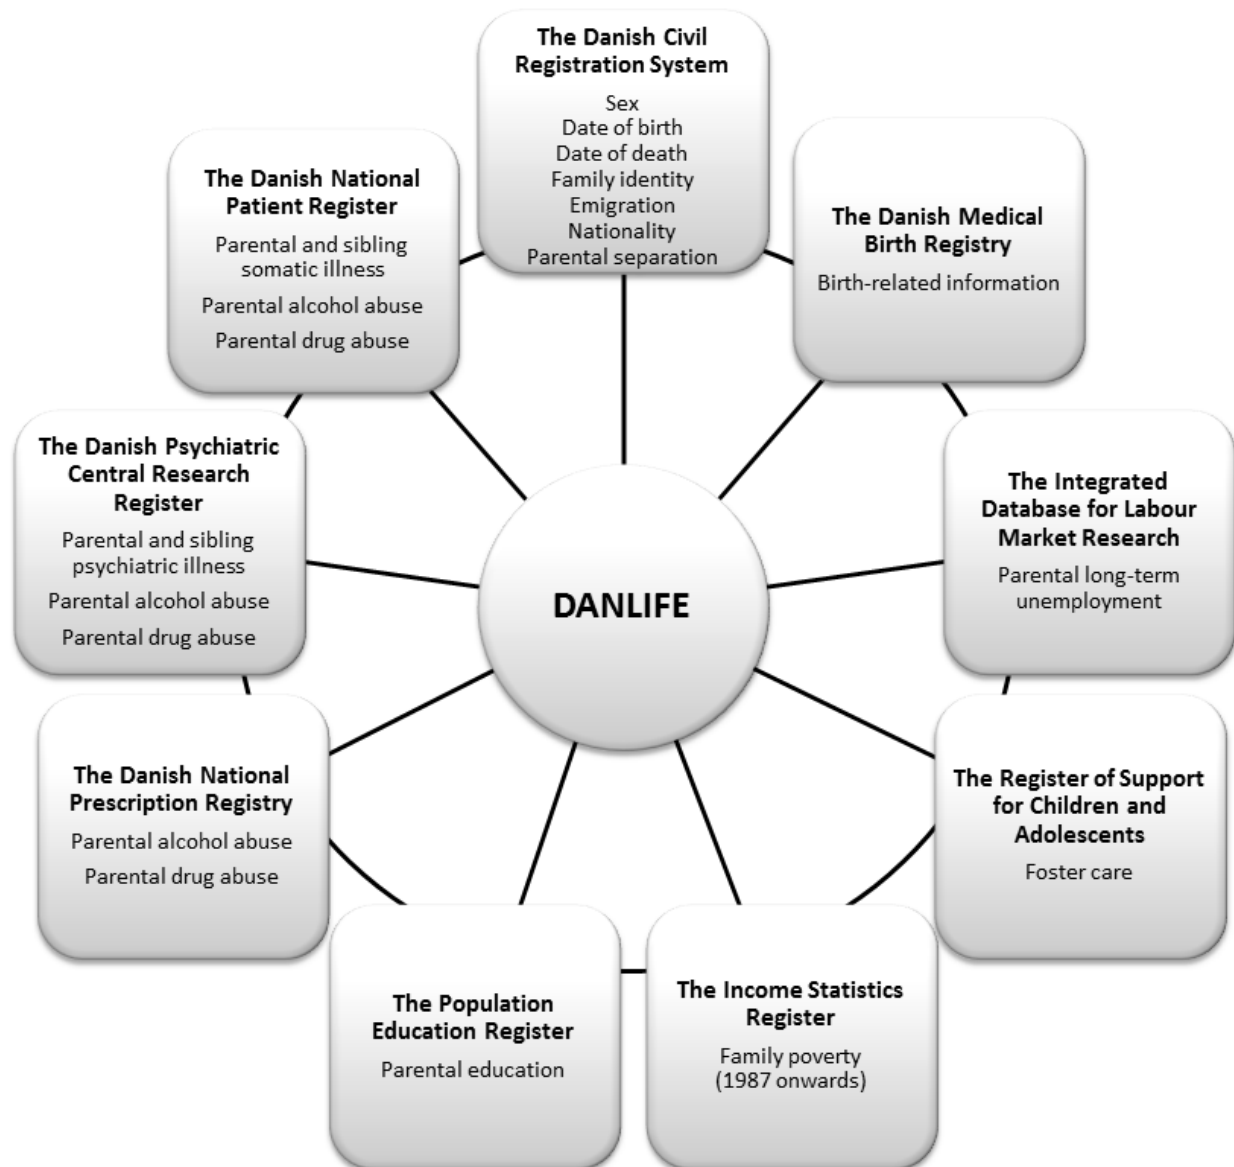 The Danish Civil
Registration System
Sex
Date of birth
Date of death
Family identity
Emigration
Nationality
Parental separation
The Danish Medical
Birth Registry
Birth-related information
The Integrated
Database for Labour
Market Research
Parental long-term
unemployment
The Register of Support
for Children and
Adolescents
Foster care
The Income Statistics
Register
Family poverty
(1987 onwards)
The Population
Education Register
Parental education
The Danish National
Prescription Registry
Parental alcohol abuse
Parental drug abuse
The Danish Psychiatric
Central Research
Register
Parental and sibling
psychiatric illness
Parental alcohol abuse
Parental drug abuse
The Danish National
Patient Register
Parental and sibling
somatic illness
Parental alcohol abuse
Parental drug abuse
DANLIFE